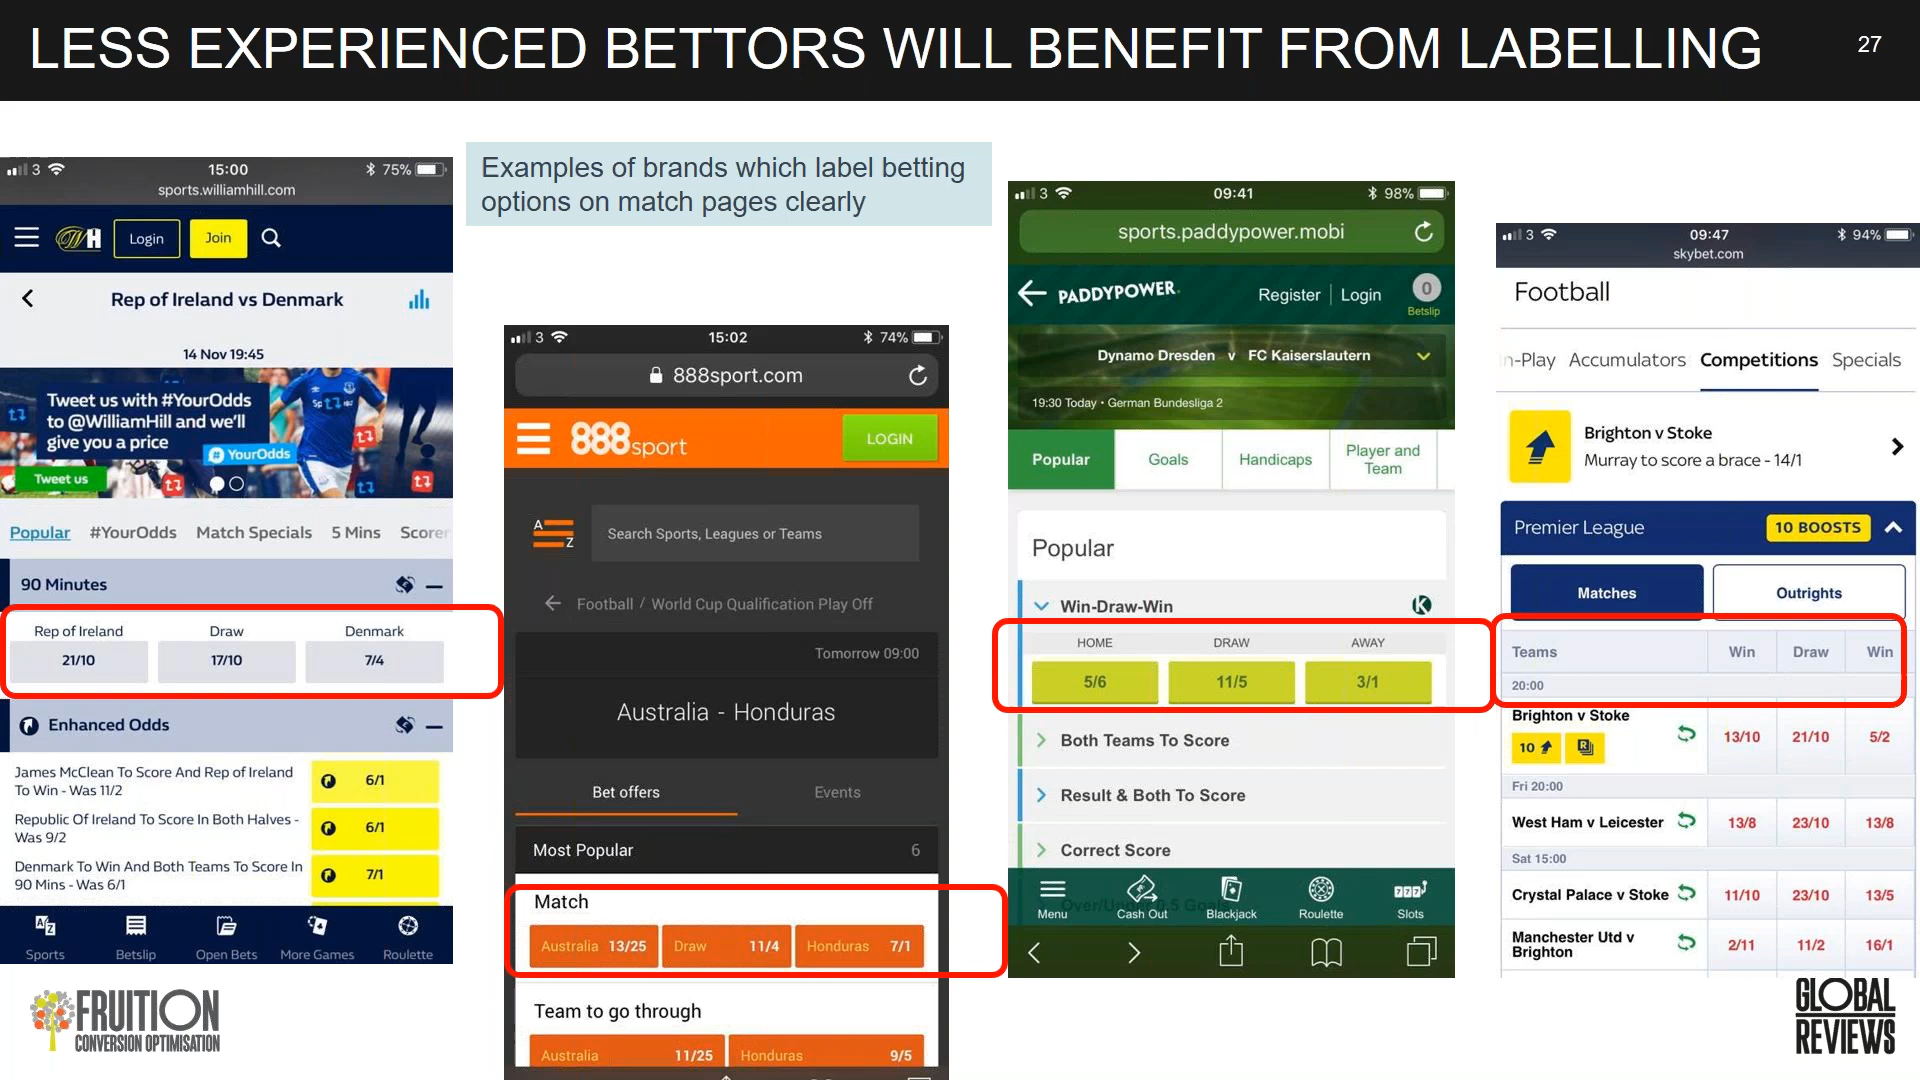 LESS EXPERIENCED BETTORS WILL BENEFIT FROM LABELLING
27
Examples of brands which label betting
options on match pages clearly
3 15:00 75%
sports.williamhill.com
WH Login Join
Rep of Ireland vs Denmark
14 Nov 19:45
Tweet us with #YourOdds
to @WilliamHill and we'll
give you a price
# YourOdds
Tweet us
Popular #YourOdds Match Specials 5 Mins Scorer
90 Minutes
Rep of Ireland Draw Denmark
21/10 17/10 7/4
Enhanced Odds
James McClean To Score And Rep of Ireland
To Win - Was 11/2
6/1
Republic Of Ireland To Score In Both Halves -
Was 9/2
6/1
Denmark To Win And Both Teams To Score In
90 Mins - Was 6/1
7/1
Sports Betslip Open Bets More Games Roulette
3 15:02 74%
888sport.com
888sport LOGIN
A Z
Search Sports, Leagues or Teams
Football / World Cup Qualification Play Off
Tomorrow 09:00
Australia - Honduras
Bet offers Events
Most Popular 6
Match
Australia 13/25 Draw 11/4 Honduras 7/1
Team to go through
Australia 11/25 Honduras 9/5
3 09:41 98%
sports.paddypower.mobi
PADDYPOWER. Register Login 0
Betslip
Dynamo Dresden v FC Kaiserslautern
19:30 Today • German Bundesliga 2
Popular Goals Handicaps Player and
Team
Popular
Win-Draw-Win K
HOME DRAW AWAY
5/6 11/5 3/1
Both Teams To Score
Result & Both To Score
Correct Score
Over/Under 0.5 Goals
Menu Cash Out Blackjack Roulette Slots
3 09:47 94%
skybet.com
Football
n-Play Accumulators Competitions Specials
Brighton v Stoke
Murray to score a brace - 14/1
Premier League 10 BOOSTS
Matches Outrights
Teams Win Draw Win
20:00
Brighton v Stoke
10
13/10 21/10 5/2
Fri 20:00
West Ham v Leicester 13/8 23/10 13/8
Sat 15:00
Crystal Palace v Stoke 11/10 23/10 13/5
Manchester Utd v
Brighton
2/11 11/2 16/1
FRUITION
CONVERSION OPTIMISATION
GLOBAL
REVIEWS